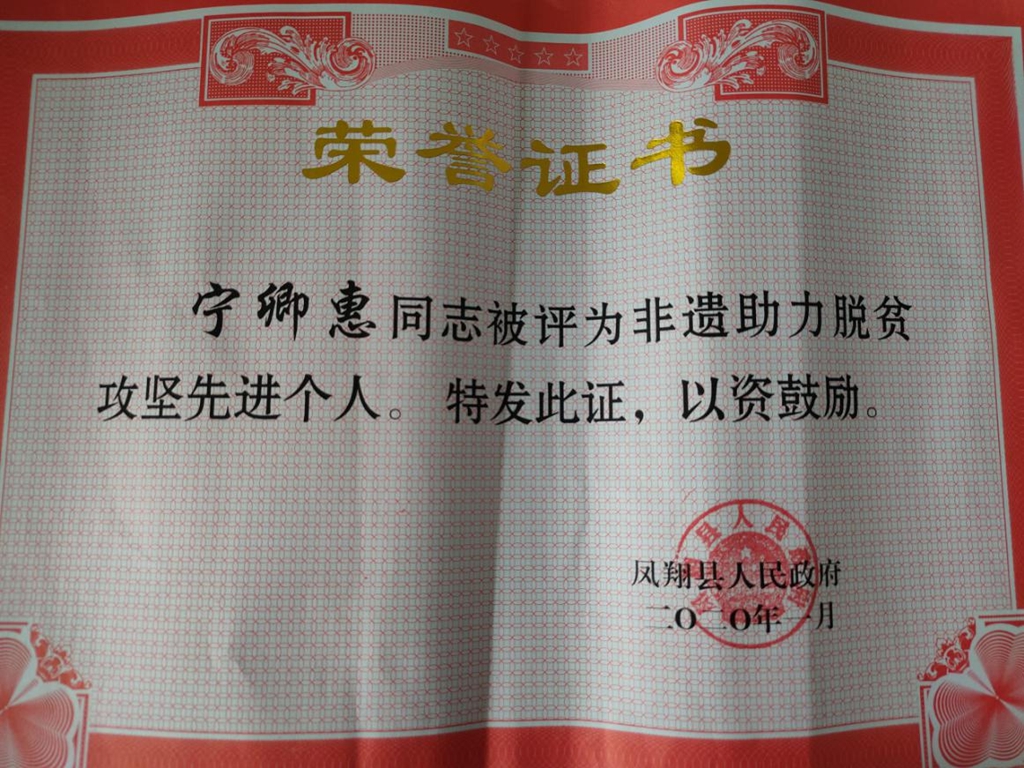 荣誉证书
宁卿惠同志被评为非遗助力脱贫
攻坚先进个人。特发此证，以资鼓励。
凤翔县人民政府
二〇二〇年一月